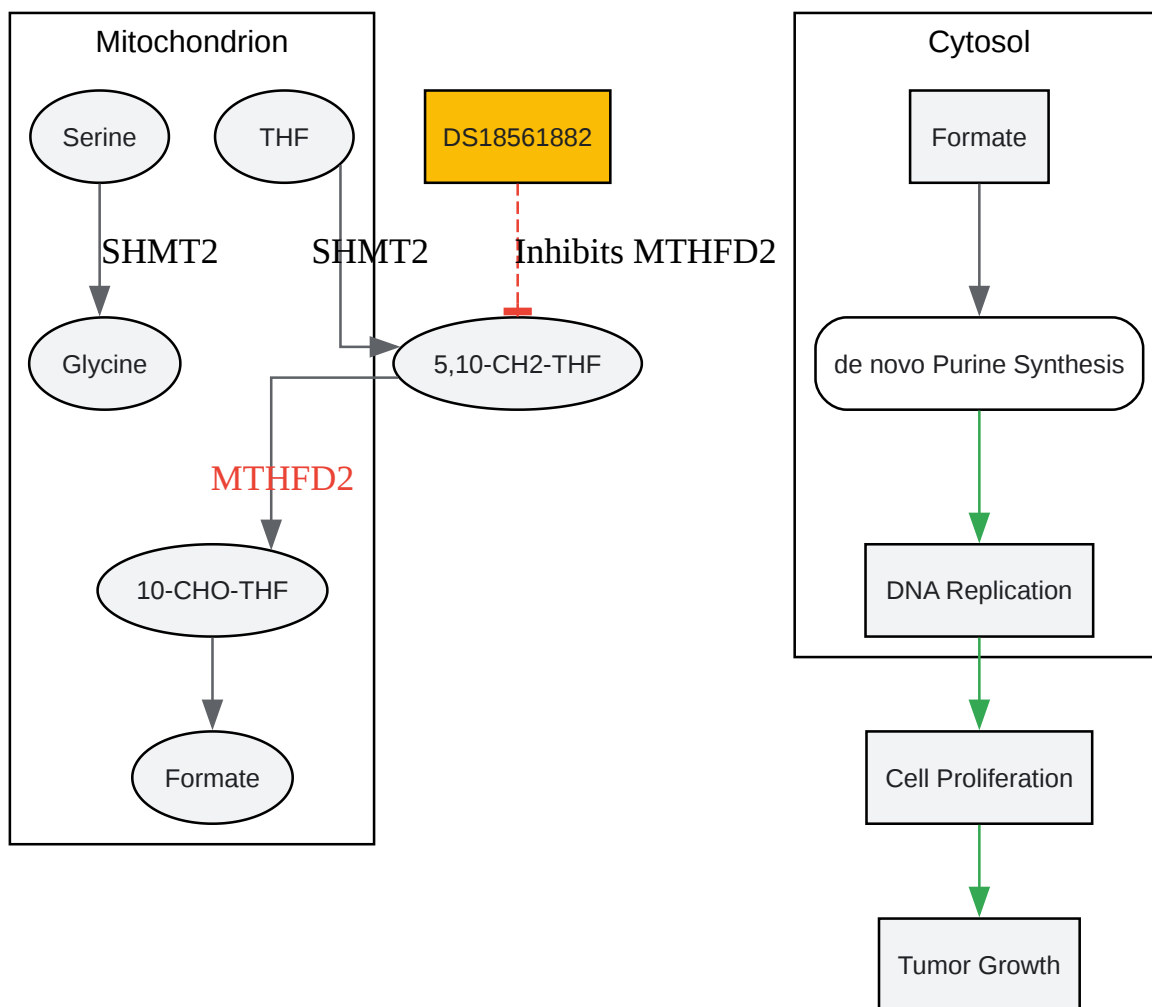 Mitochondrion
Cytosol
Serine
THF
DS18561882
Formate
SHMT2
SHMT2
Inhibits MTHFD2
Glycine
5,10-CH2-THF
de novo Purine Synthesis
MTHFD2
10-CHO-THF
DNA Replication
Formate
Cell Proliferation
Tumor Growth